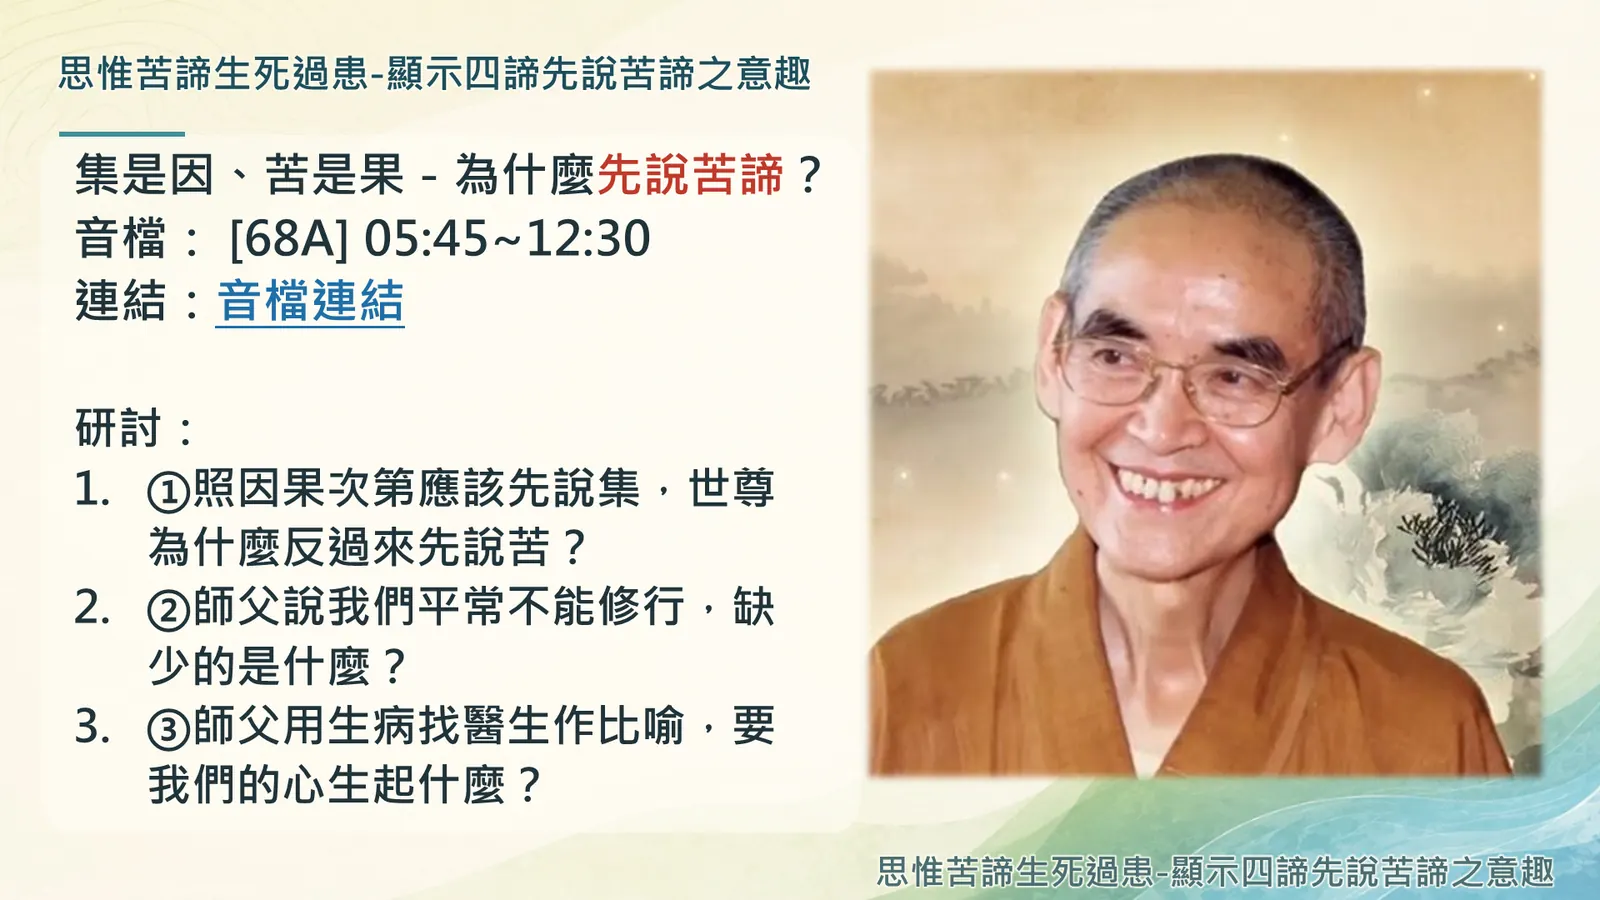 思惟苦諦生死過患-顯示四諦先說苦諦之意趣
集是因、苦是果 - 為什麼先說苦諦？
音檔： [68A] 05:45~12:30
連結：音檔連結
研討：
1. ①照因果次第應該先說集，世尊
為什麼反過來先說苦？
2. ②師父說我們平常不能修行，缺
少的是什麼？
3. ③師父用生病找醫生作比喻，要
我們的心生起什麼？
思惟苦諦生死過患-顯示四諦先說苦諦之意趣